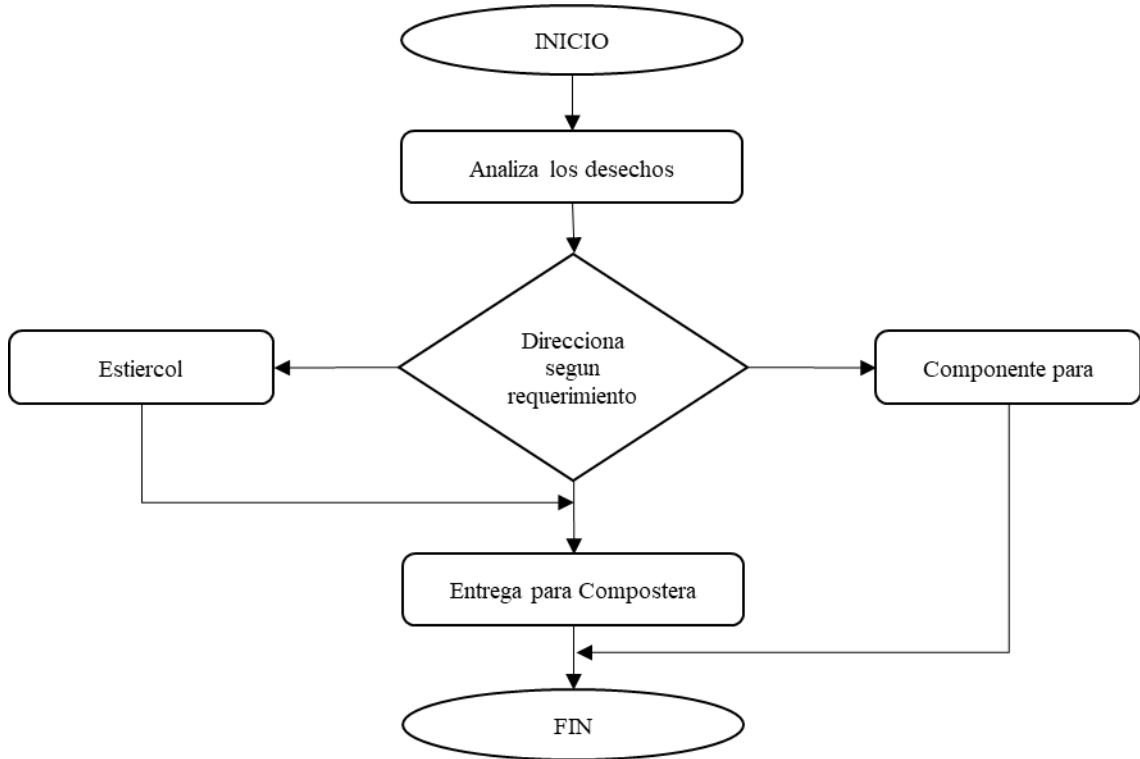 INICIO
Analiza los desechos
Direcciona
segun
requerimiento
Estiercol
Componente para
Entrega para Compostera
FIN